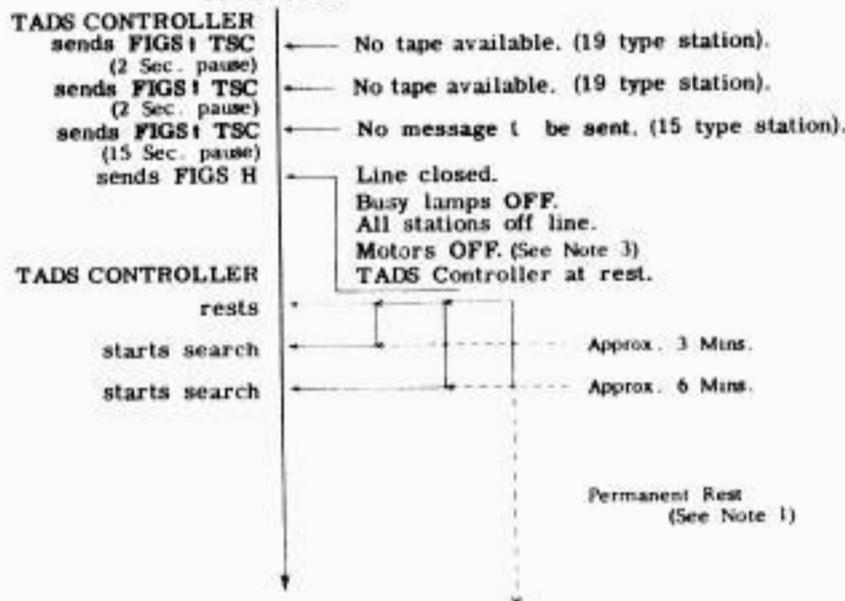 TADS CONTROLLER
sends FIGS↑ TSC No tape available. (19 type station).
(2 Sec. pause)
sends FIGS↑ TSC No tape available. (19 type station).
(2 Sec. pause)
sends FIGS↑ TSC No message be sent. (15 type station).
(15 Sec. pause)
sends FIGS H Line closed.
Busy lamps OFF.
All stations off line.
Motors OFF. (See Note 3)
TADS CONTROLLER TADS Controller at rest.
rests
starts search Approx. 3 Mins.
starts search Approx. 6 Mins.
Permanent Rest
(See Note 1)